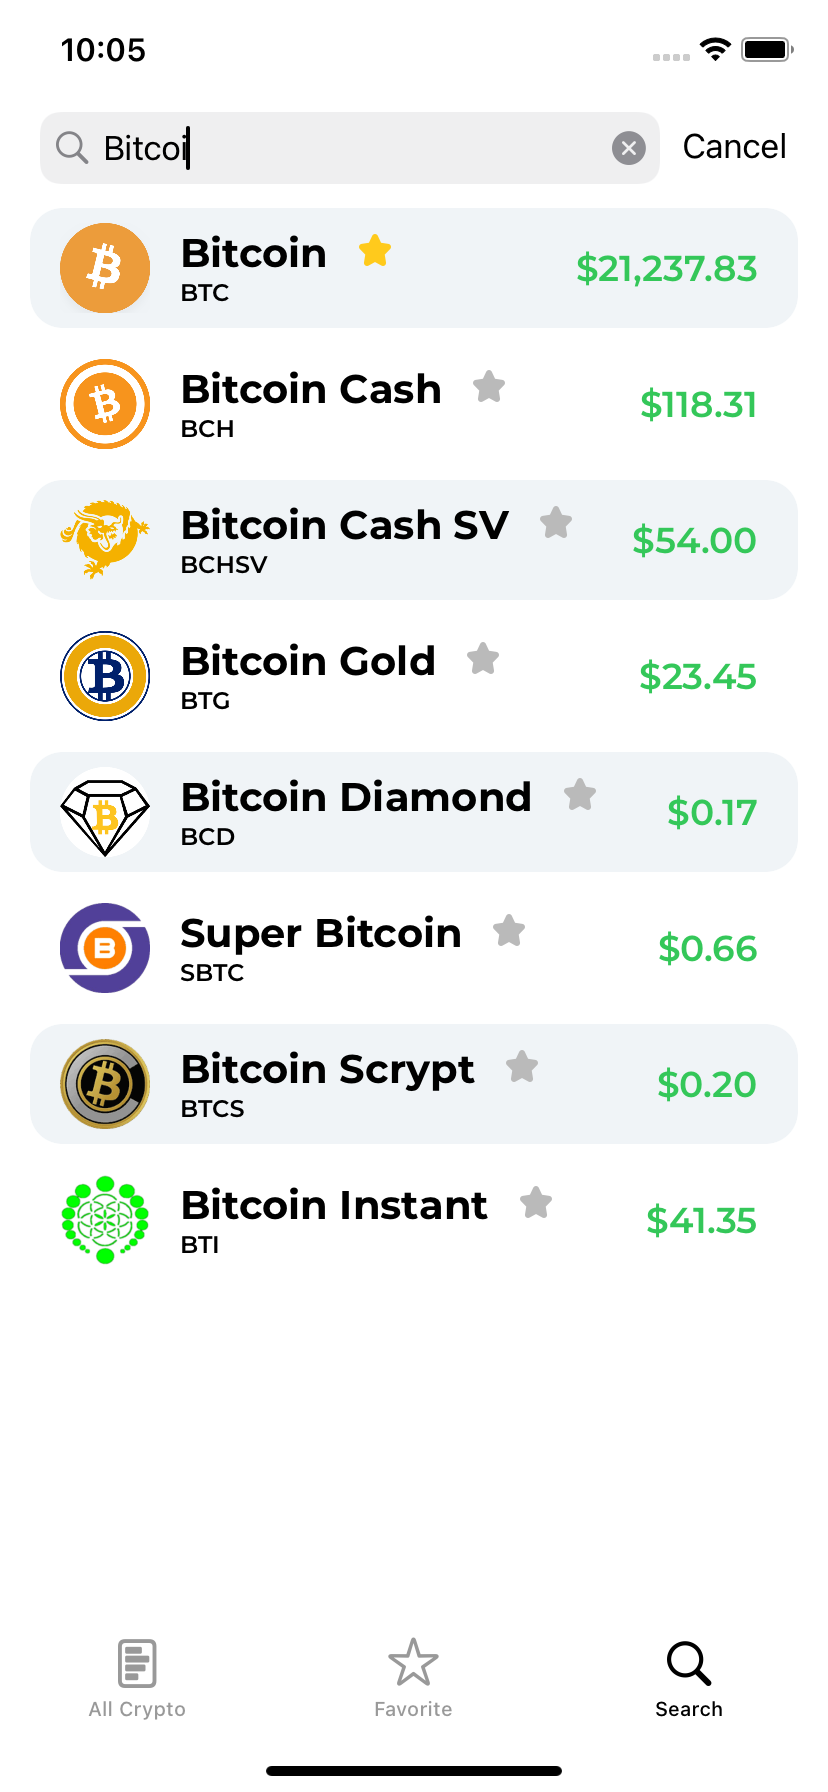 10:05
Bitcoi
Cancel
Bitcoin
BTC
$21,237.83
Bitcoin Cash
BCH
$118.31
Bitcoin Cash SV
BCHSV
$54.00
Bitcoin Gold
BTG
$23.45
Bitcoin Diamond
BCD
$0.17
Super Bitcoin
SBTC
$0.66
Bitcoin Scrypt
BTCS
$0.20
Bitcoin Instant
BTI
$41.35
All Crypto
Favorite
Search